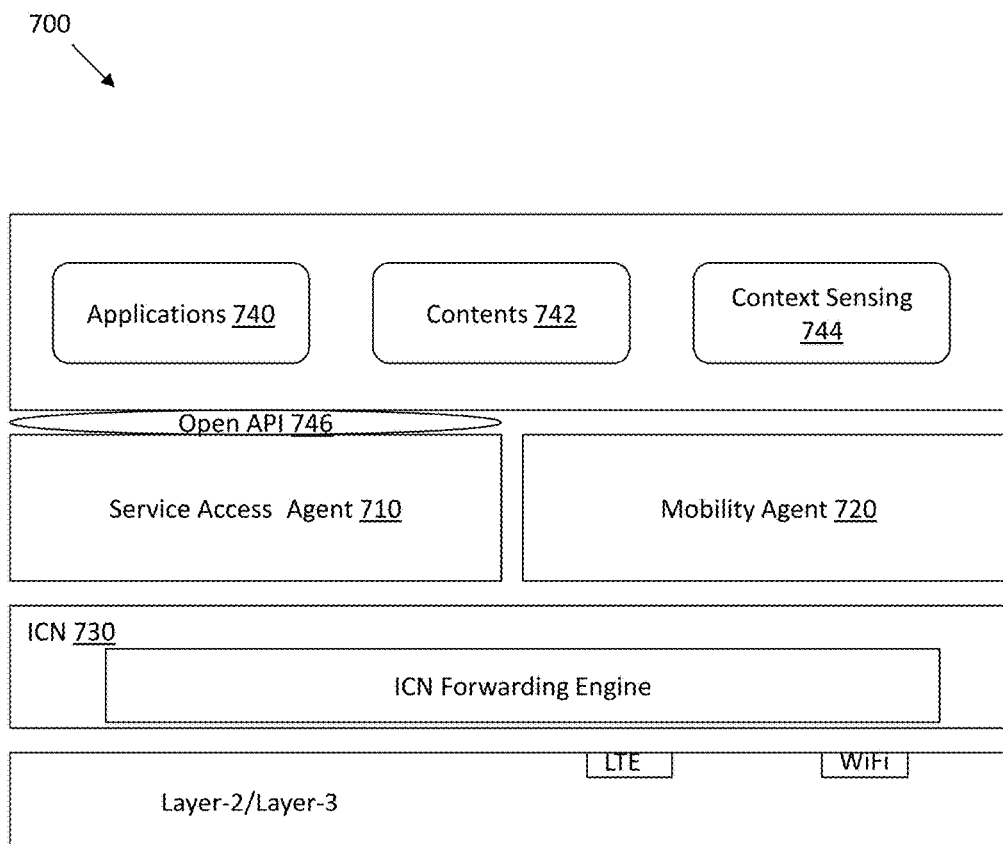 700
Applications 740
Contents 742
Context Sensing
744
Open API 746
Service Access Agent 710
Mobility Agent 720
ICN 730
ICN Forwarding Engine
LTE
WiFi
Layer-2/Layer-3